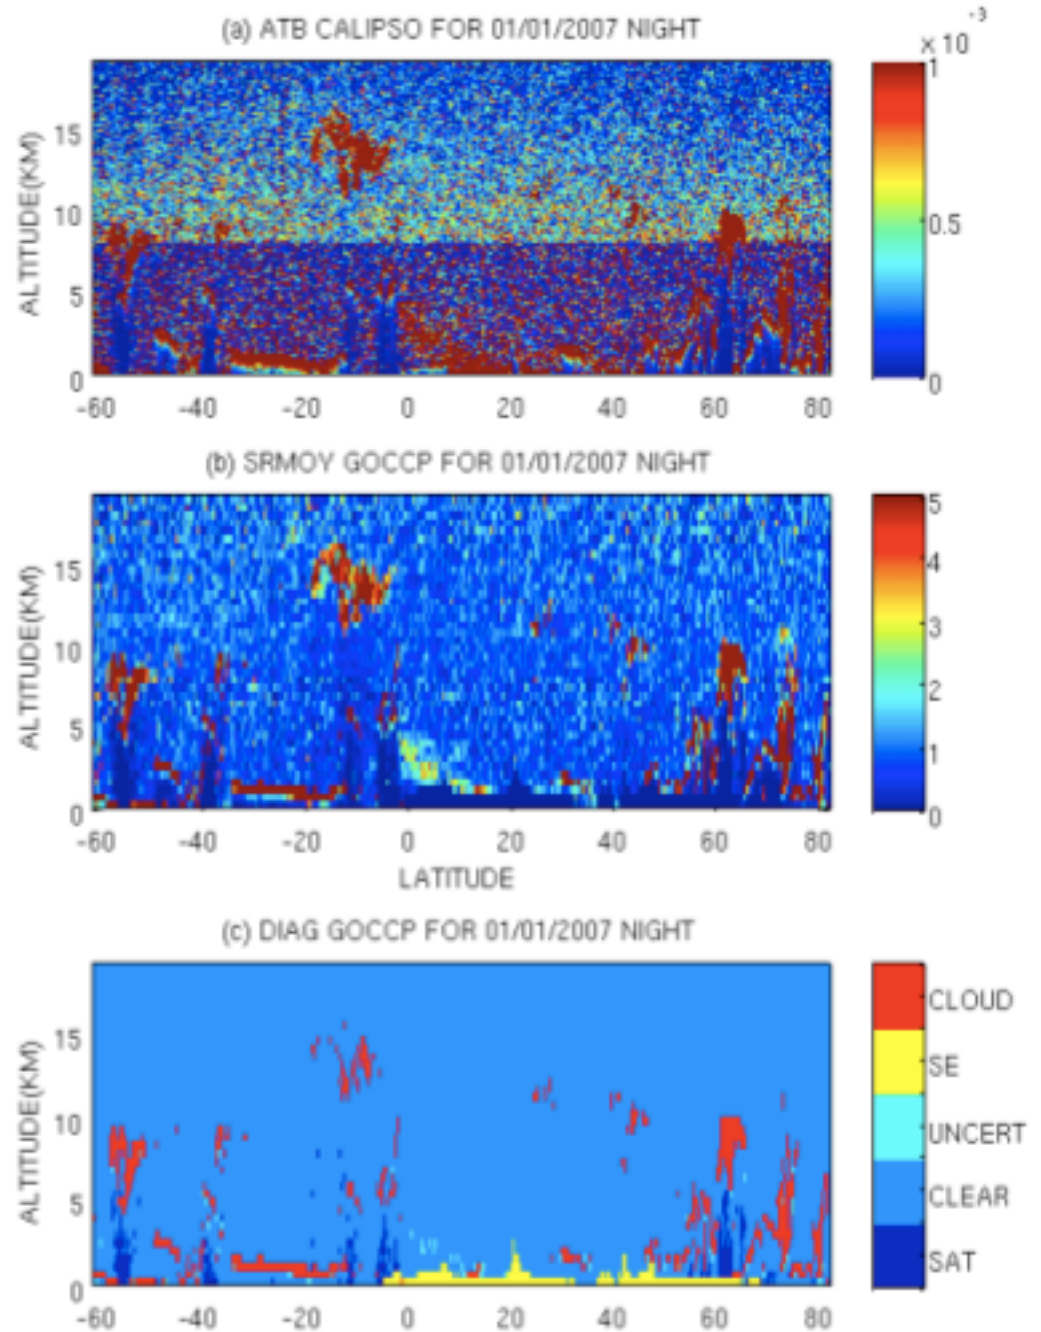 (a) ATB CALIPSO FOR 01/01/2007 NIGHT
x 10 -3
ALTITUDE(KM)
15
10
5
0
-60 -40 -20 0 20 40 60 80
1
0.5
0
(b) SRMOY GOCCP FOR 01/01/2007 NIGHT
ALTITUDE(KM)
15
10
5
0
-60 -40 -20 0 20 40 60 80
LATITUDE
5
4
3
2
1
0
(c) DIAG GOCCP FOR 01/01/2007 NIGHT
ALTITUDE(KM)
15
10
5
0
-60 -40 -20 0 20 40 60 80
CLOUD
SE
UNCERT
CLEAR
SAT